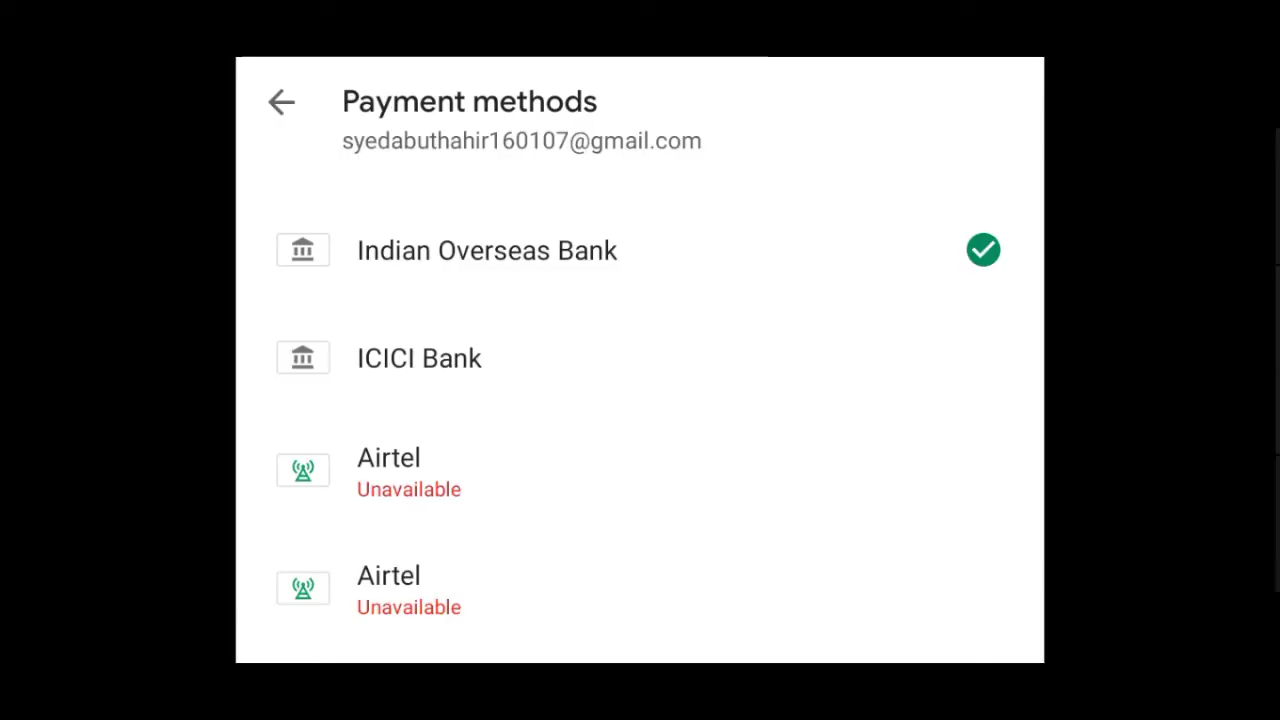 Payment methods
syedabuthahir160107@gmail.com
Indian Overseas Bank
ICICI Bank
Airtel
Unavailable
Airtel
Unavailable